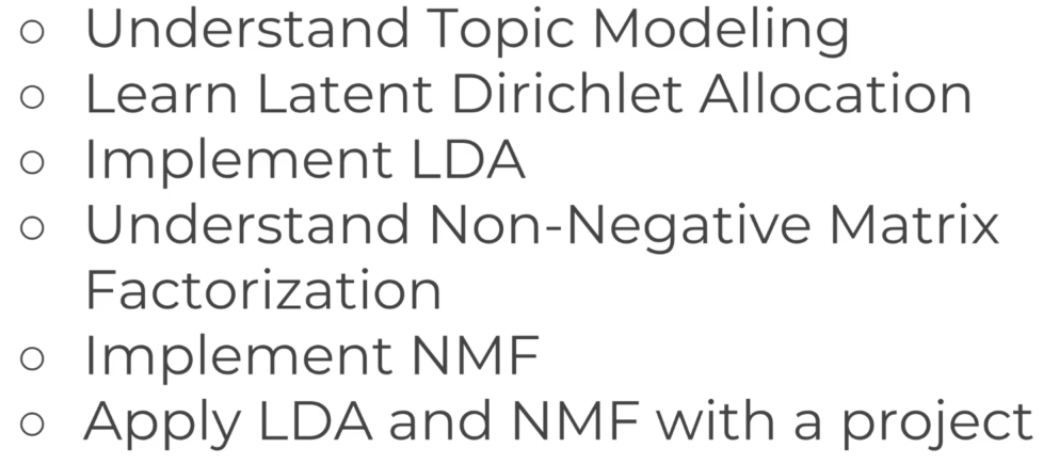 ○ Understand Topic Modeling
○ Learn Latent Dirichlet Allocation
○ Implement LDA
○ Understand Non-Negative Matrix
Factorization
○ Implement NMF
○ Apply LDA and NMF with a project